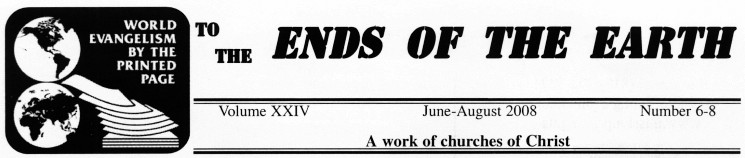 WORLD
EVANGELISM
BY THE
PRINTED
PAGE
TO
THE
ENDS OF THE EARTH
Volume XXIV June-August 2008 Number 6-8
A work of churches of Christ